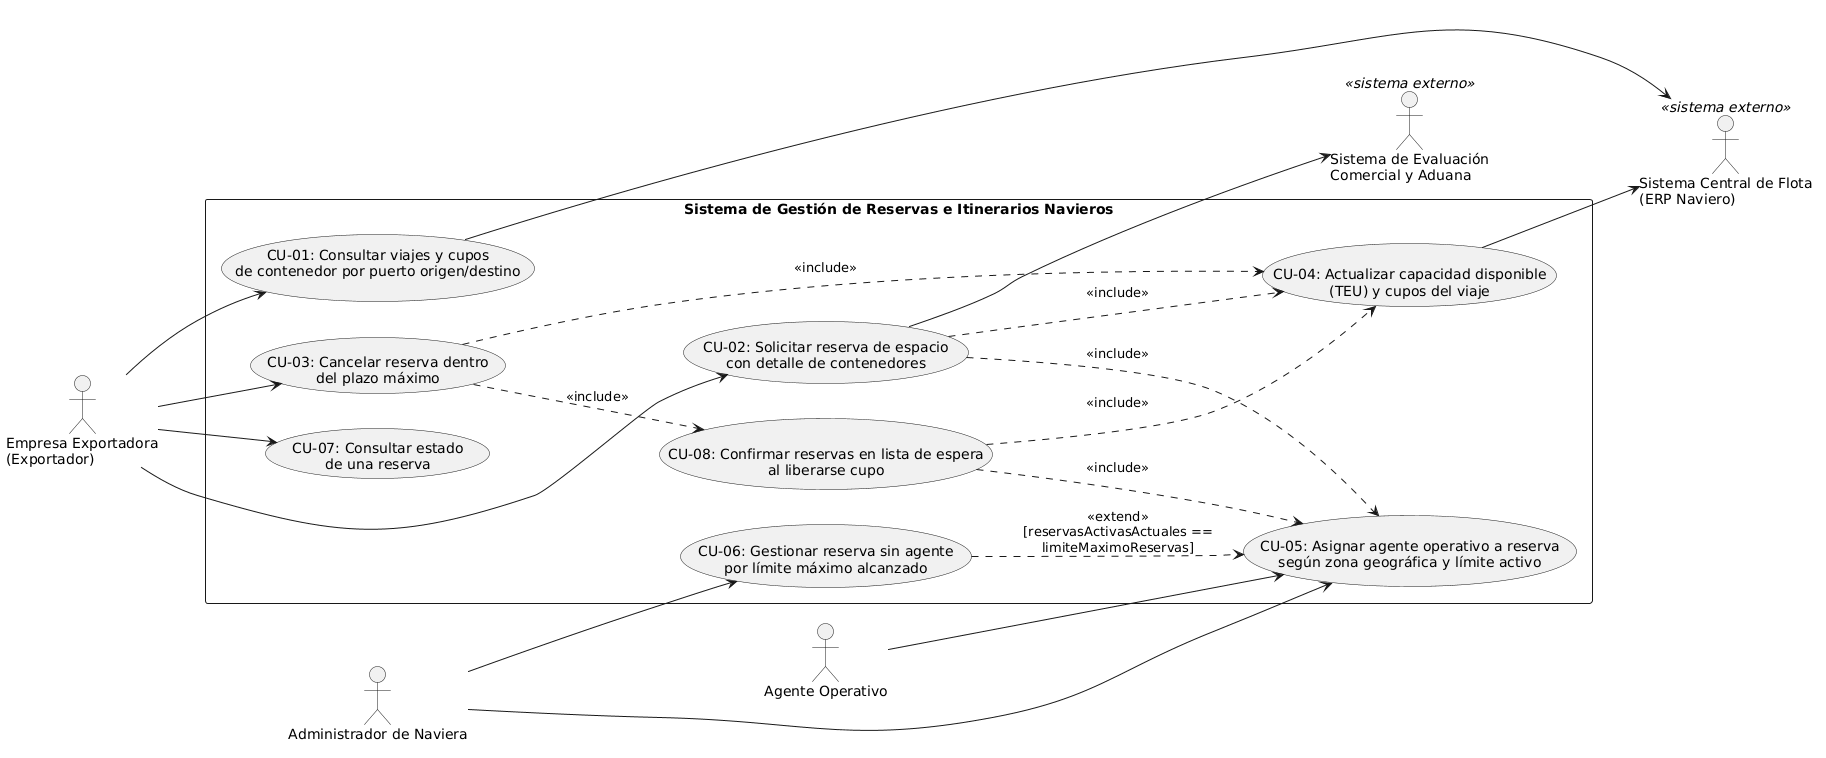 «sistema externo»
Sistema de Evaluación
Comercial y Aduana
«sistema externo»
Sistema Central de Flota
(ERP Naviero)
Sistema de Gestión de Reservas e Itinerarios Navieros
CU-01: Consultar viajes y cupos
de contenedor por puerto origen/destino
«include»
CU-04: Actualizar capacidad disponible
(TEU) y cupos del viaje
«include»
CU-03: Cancelar reserva dentro
del plazo máximo
CU-02: Solicitar reserva de espacio
con detalle de contenedores
«include»
«include»
«include»
Empresa Exportadora
(Exportador)
CU-07: Consultar estado
de una reserva
CU-08: Confirmar reservas en lista de espera
al liberarse cupo
«include»
«extend»
[reservasActivasActuales ==
limiteMaximoReservas]
CU-06: Gestionar reserva sin agente
por límite máximo alcanzado
CU-05: Asignar agente operativo a reserva
según zona geográfica y límite activo
Agente Operativo
Administrador de Naviera